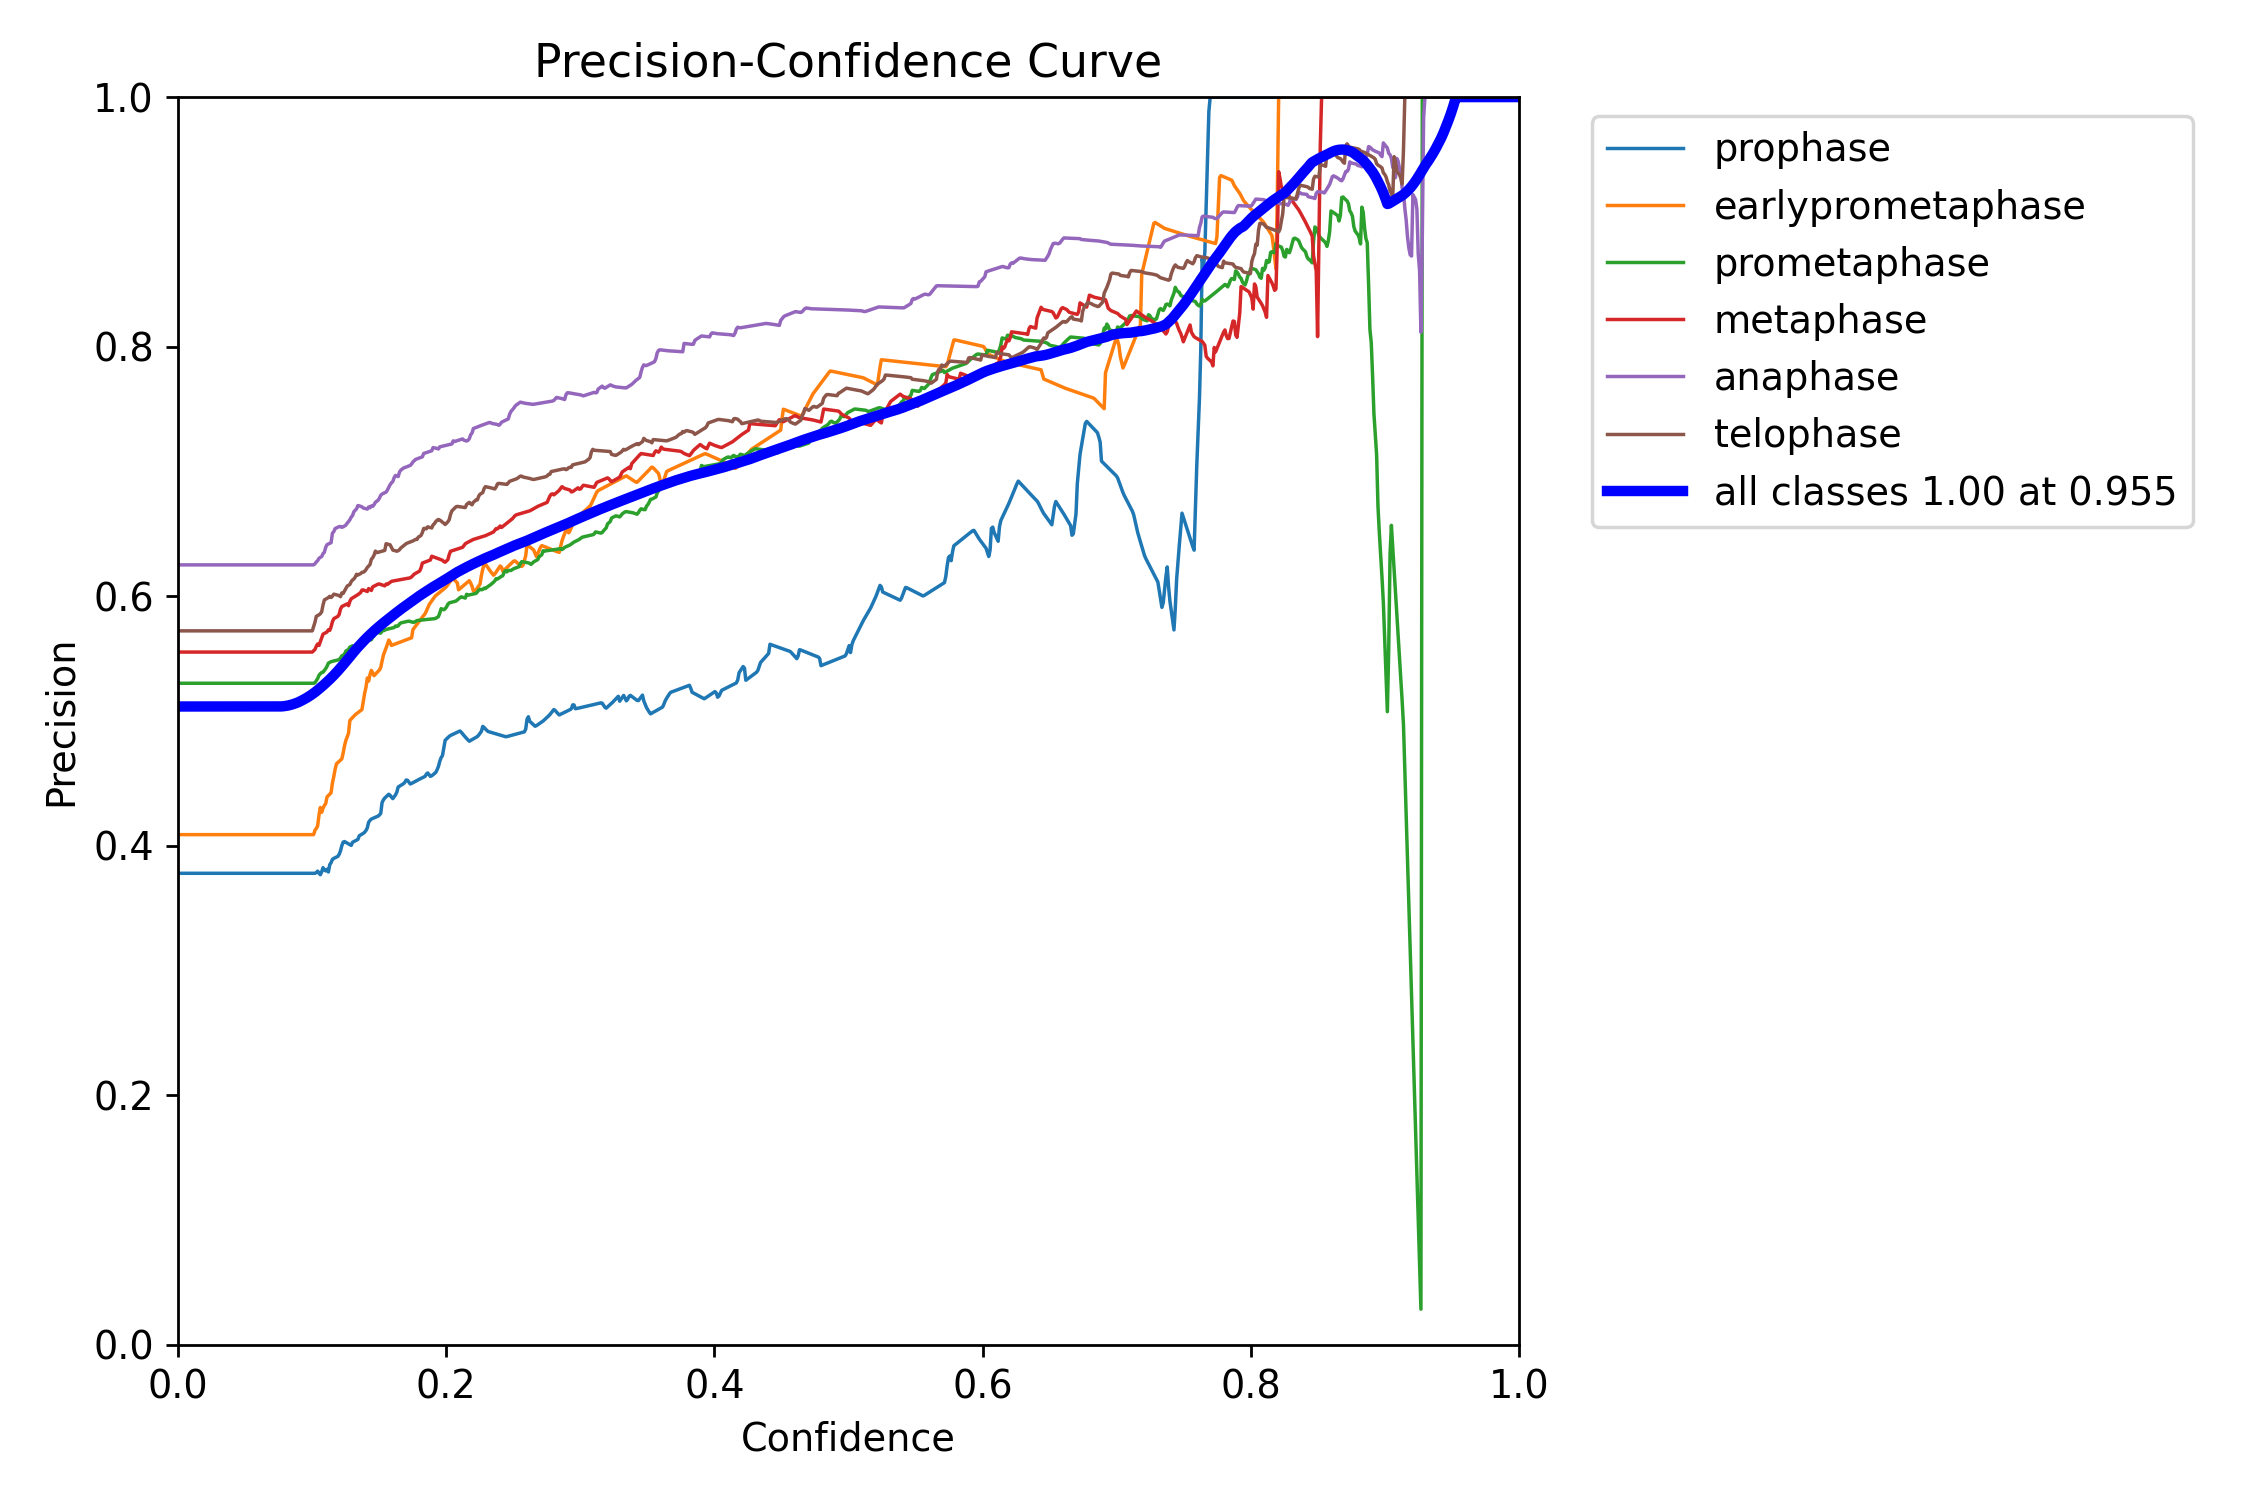 Precision-Confidence Curve
1.0
0.8
0.6
0.4
0.2
0.0
Precision
0.0 0.2 0.4 0.6 0.8 1.0
Confidence
prophase
earlyprometaphase
prometaphase
metaphase
anaphase
telophase
all classes 1.00 at 0.955